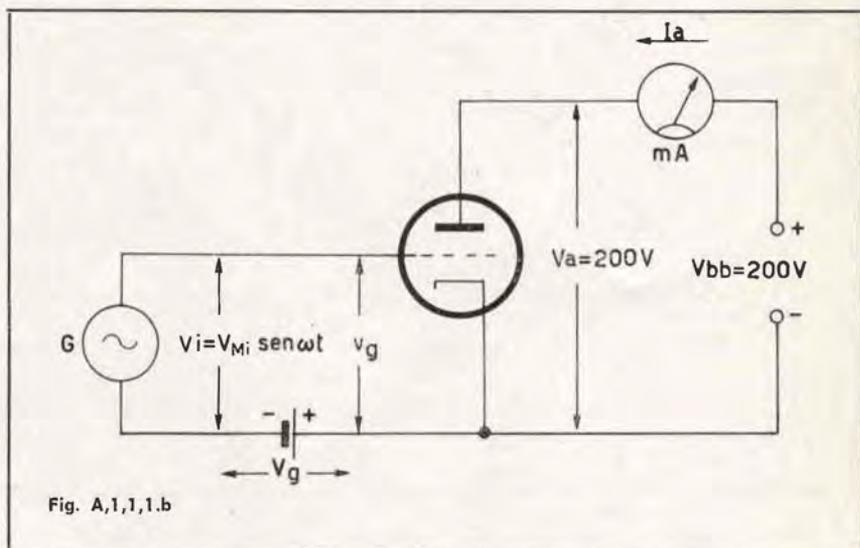 Ia
mA
+
Va=200V
Vbb=200V
-
G
Vi=VMi senωt
vg
- +
Vg
Fig. A,1,1,1.b